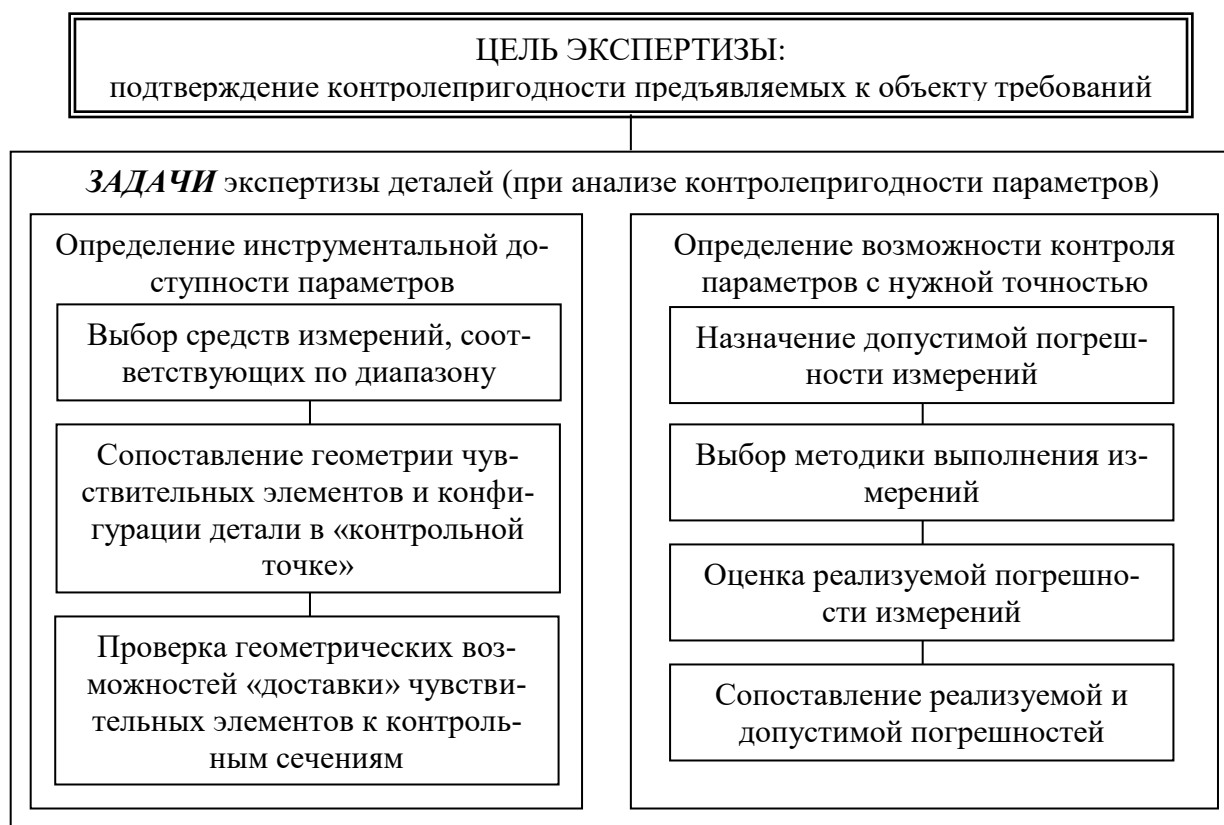 ЦЕЛЬ ЭКСПЕРТИЗЫ:
подтверждение контролепригодности предъявляемых к объекту требований
ЗАДАЧИ экспертизы деталей (при анализе контролепригодности параметров)
Определение инструментальной до-
ступности параметров
Выбор средств измерений, соот-
ветствующих по диапазону
Сопоставление геометрии чув-
ствительных элементов и конфи-
гурации детали в «контрольной
точке»
Проверка геометрических воз-
можностей «доставки» чувстви-
тельных элементов к контроль-
ным сечениям
Определение возможности контроля
параметров с нужной точностью
Назначение допустимой погреш-
ности измерений
Выбор методики выполнения из-
мерений
Оценка реализуемой погрешно-
сти измерений
Сопоставление реализуемой и
допустимой погрешностей